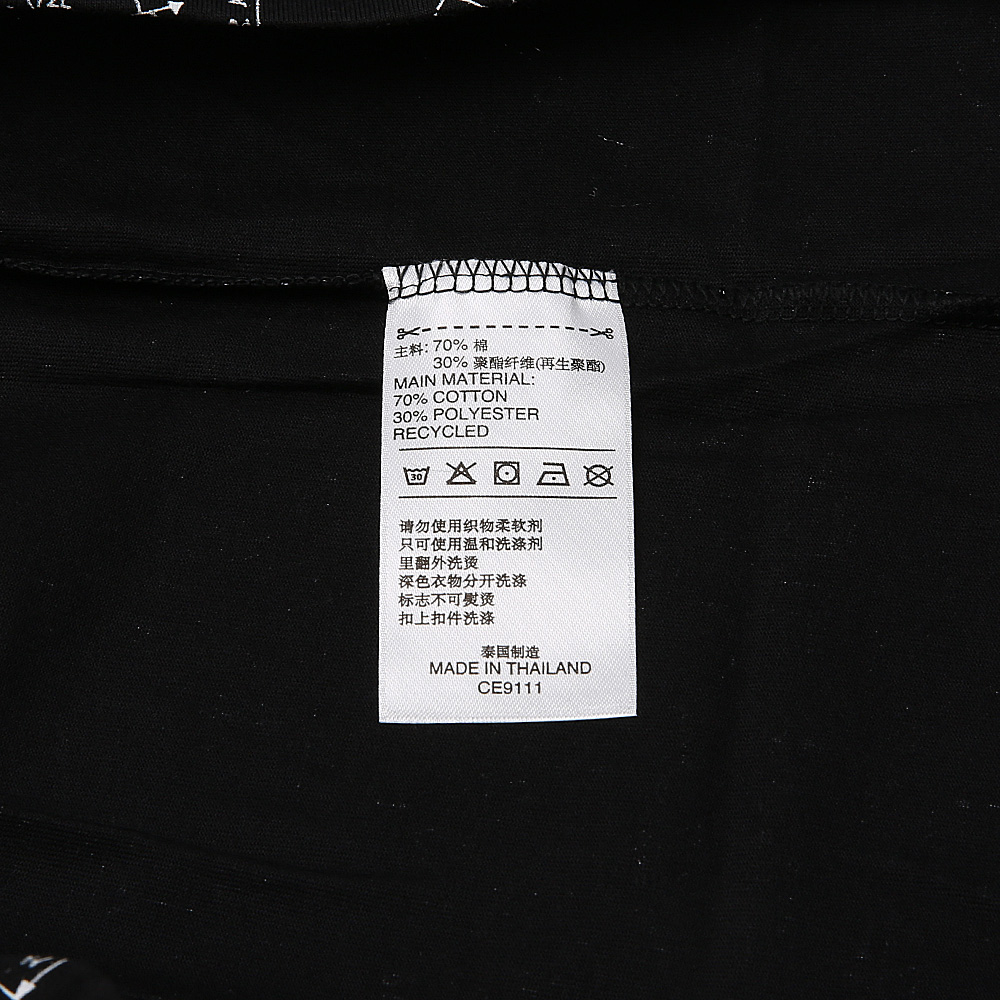 主料: 70% 棉
30% 聚酯纤维(再生聚酯)
MAIN MATERIAL:
70% COTTON
30% POLYESTER
RECYCLED
30
请勿使用织物柔软剂
只可使用温和洗涤剂
里翻外洗烫
深色衣物分开洗涤
标志不可熨烫
扣上扣件洗涤
泰国制造
MADE IN THAILAND
CE9111